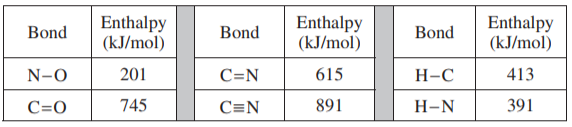 Bond Enthalpy (kJ/mol) Bond Enthalpy (kJ/mol) Bond Enthalpy (kJ/mol)
N–O 201 C=N 615 H–C 413
C=O 745 C≡N 891 H–N 391